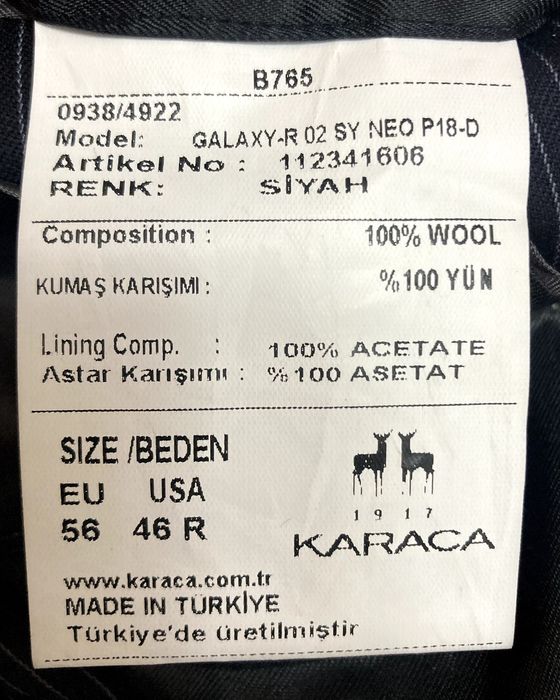 B765
0938/4922
Model: GALAXY-R 02 SY NEO P18-D
Artikel No : 112341606
RENK: SİYAH
Composition : 100% WOOL
KUMAŞ KARIŞIMI : %100 YÜN
Lining Comp. : 100% ACETATE
Astar Karışımı : %100 ASETAT
SIZE /BEDEN
EU USA
56 46 R
1917
KARACA
www.karaca.com.tr
MADE IN TÜRKİYE
Türkiye'de üretilmiştir